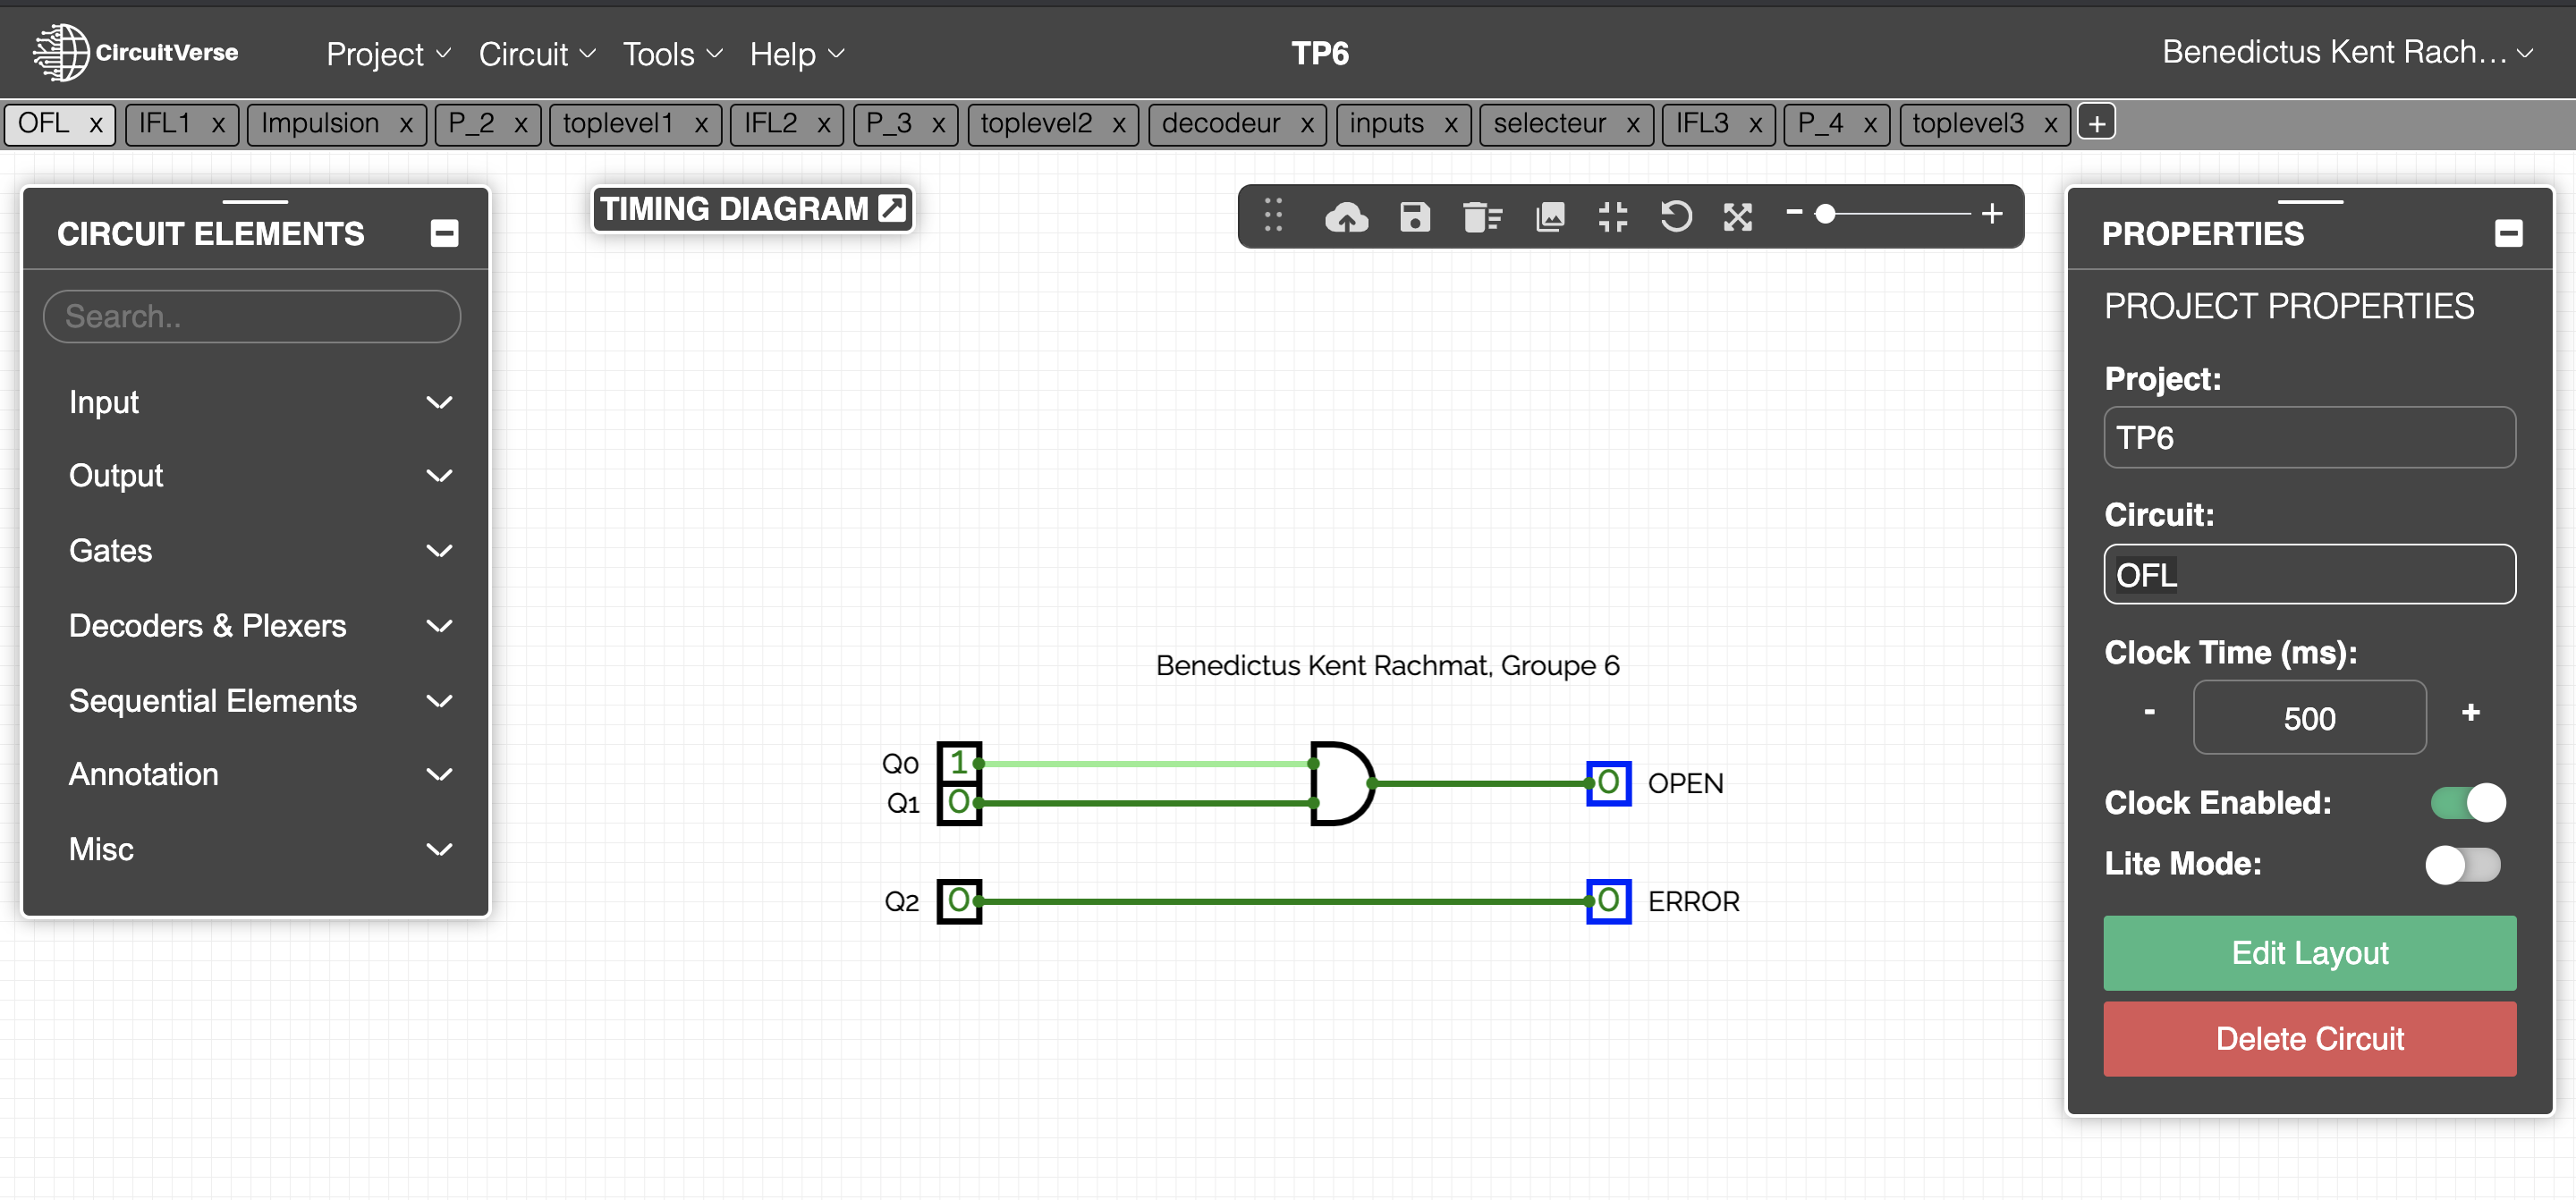 CircuitVerse Project Circuit Tools Help TP6 Benedictus Kent Rach...
OFL x IFL1 x Impulsion x P_2 x toplevel1 x IFL2 x P_3 x toplevel2 x decodeur x inputs x selecteur x IFL3 x P_4 x toplevel3 x +
CIRCUIT ELEMENTS
Search..
Input
Output
Gates
Decoders & Plexers
Sequential Elements
Annotation
Misc
TIMING DIAGRAM
- +
Benedictus Kent Rachmat, Groupe 6
Q0 1
Q1 0
0 OPEN
Q2 0
0 ERROR
PROPERTIES
PROJECT PROPERTIES
Project:
TP6
Circuit:
OFL
Clock Time (ms):
- 500 +
Clock Enabled:
Lite Mode:
Edit Layout
Delete Circuit